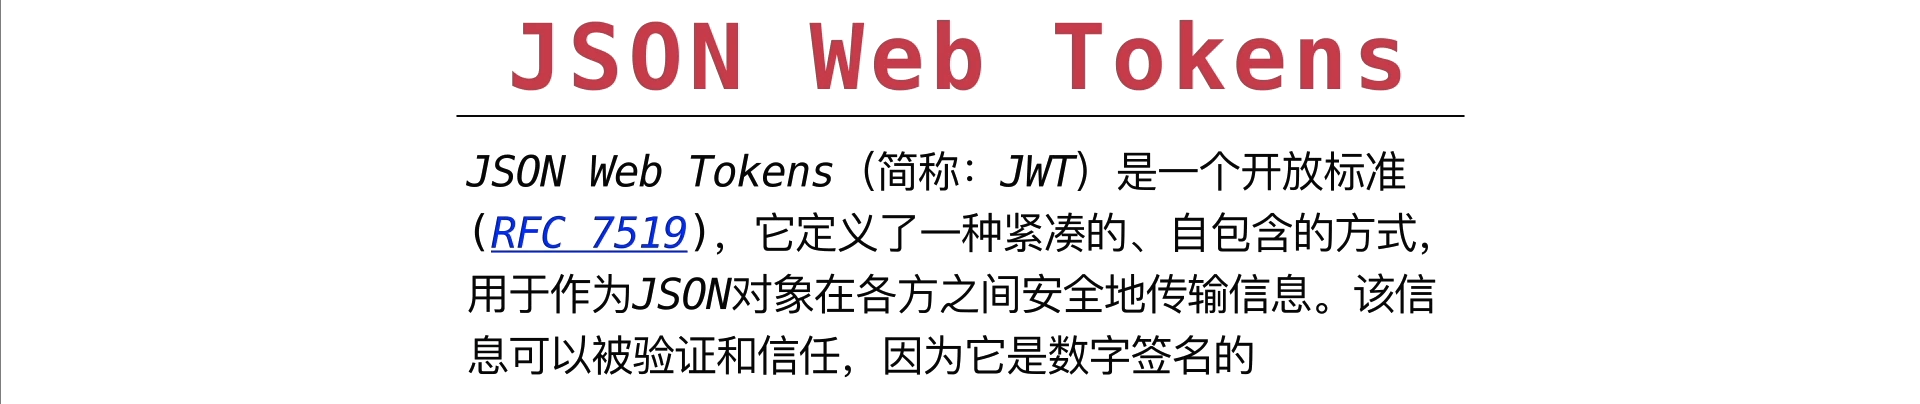 JSON Web Tokens
JSON Web Tokens（简称：JWT）是一个开放标准
(RFC 7519)，它定义了一种紧凑的、自包含的方式，
用于作为JSON对象在各方之间安全地传输信息。该信
息可以被验证和信任，因为它是数字签名的